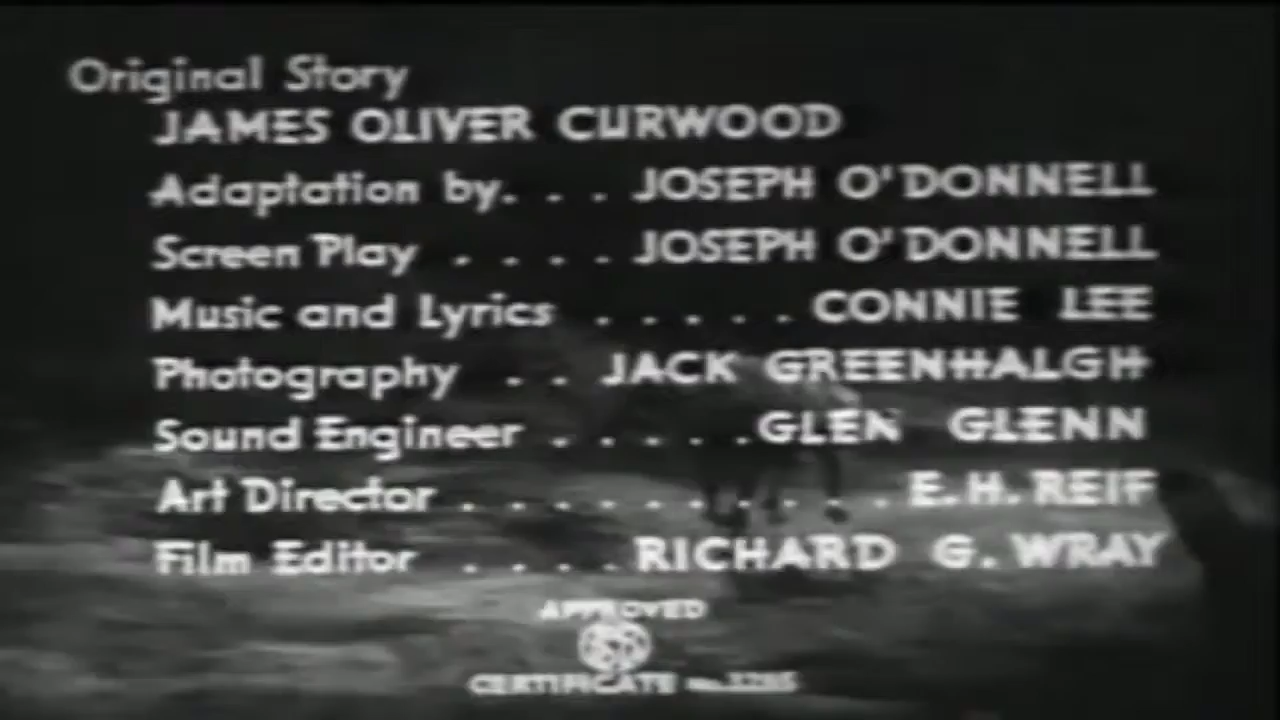 Original Story
JAMES OLIVER CURWOOD
Adaptation by. . . JOSEPH O'DONNELL
Screen Play . . . . JOSEPH O'DONNELL
Music and Lyrics . . . . . CONNIE LEE
Photography . . JACK GREENHALGH
Sound Engineer . . . . . GLEN GLENN
Art Director . . . . . . . . . . E. H. REIF
Film Editor . . . . RICHARD G. WRAY
APPROVED
CERTIFICATE No.